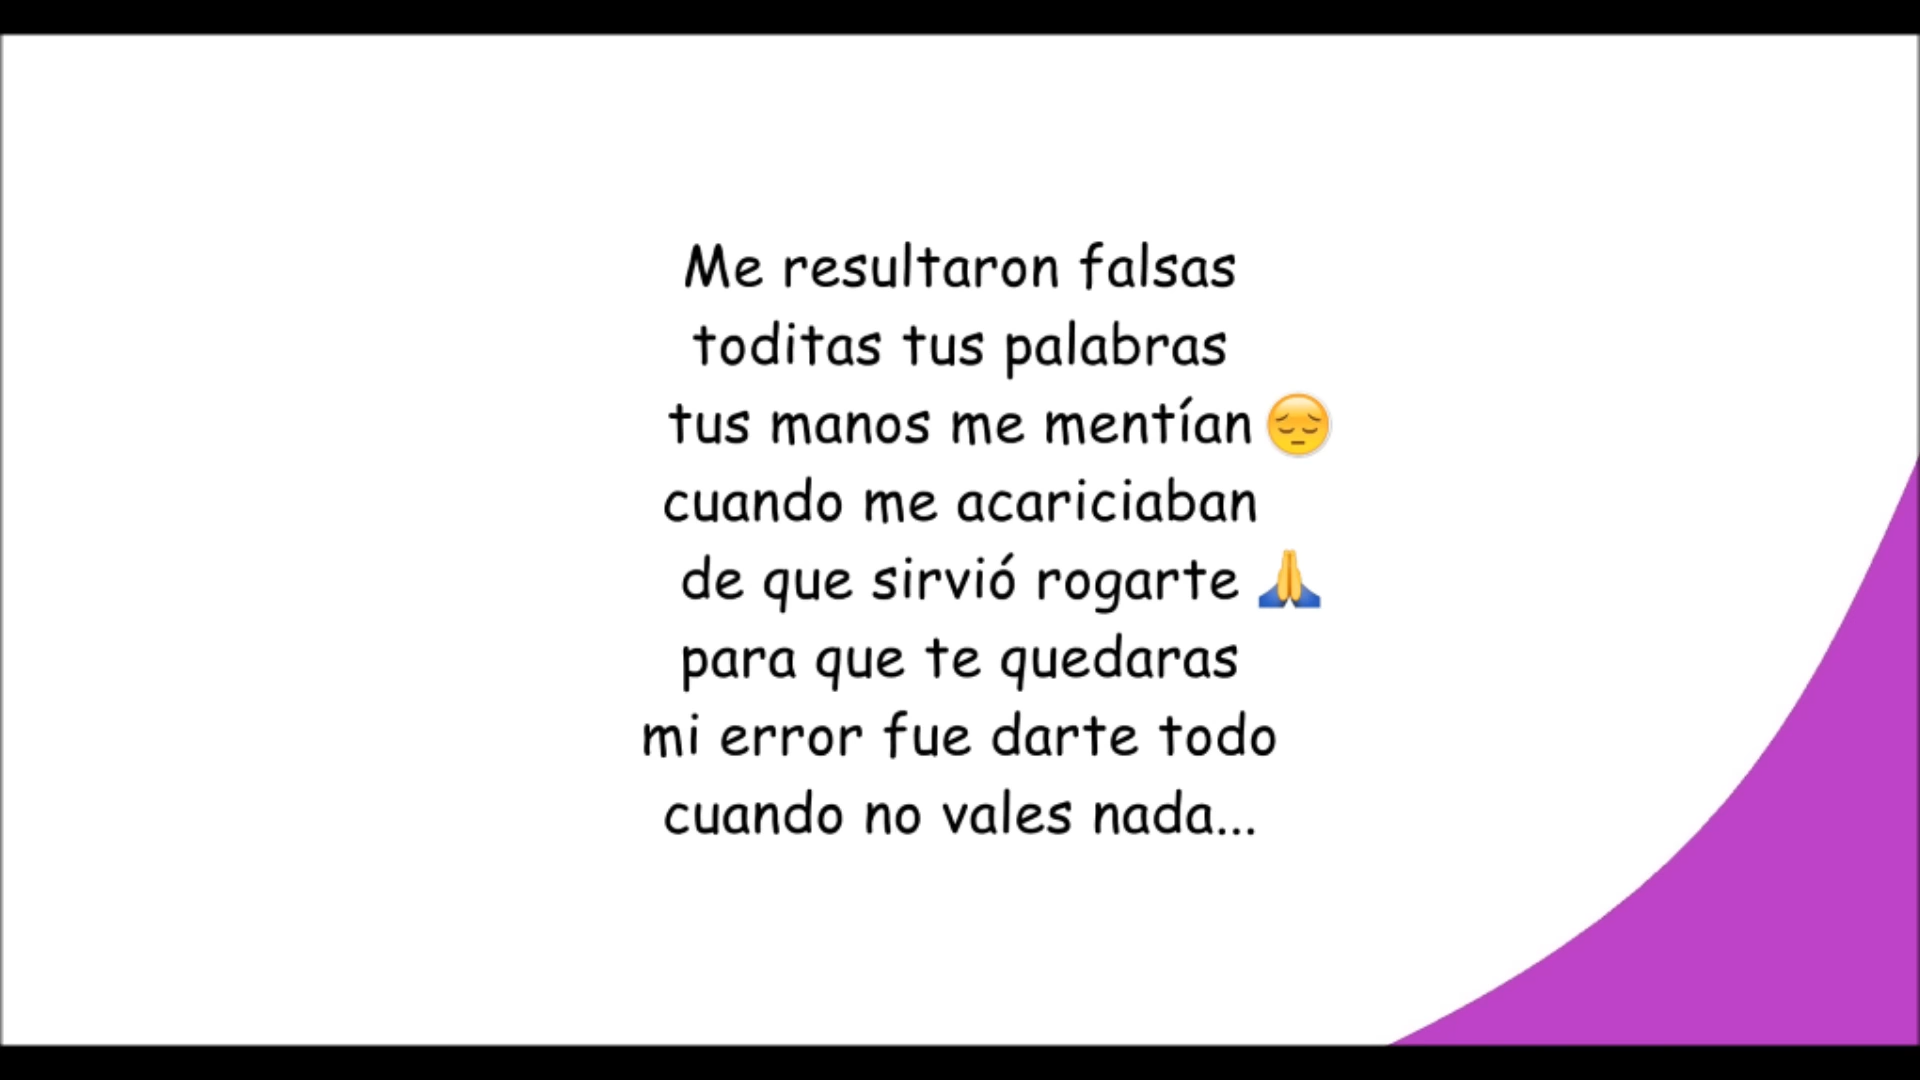 Me resultaron falsas
toditas tus palabras
tus manos me mentían 😔
cuando me acariciaban
de que sirvió rogarte 🙏
para que te quedaras
mi error fue darte todo
cuando no vales nada...